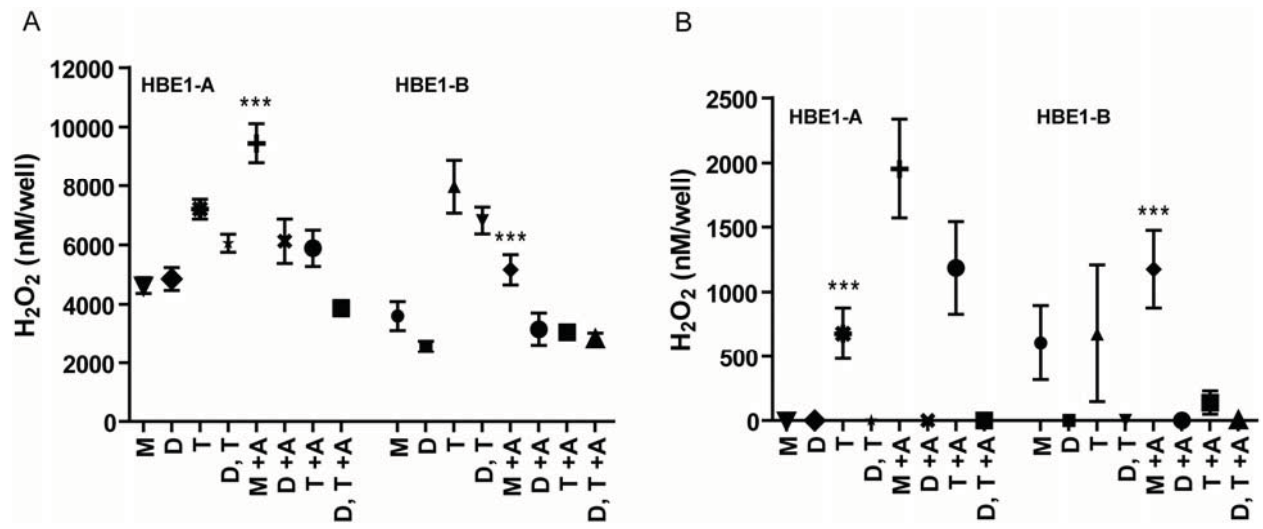 A
H₂O₂ (nM/well)
12000
10000
8000
6000
4000
2000
0
HBE1-A
HBE1-B
***
***
M
D
T
D, T
M +A
D +A
T +A
D, T +A
M
D
T
D, T
M +A
D +A
T +A
D, T +A
B
H₂O₂ (nM/well)
2500
2000
1500
1000
500
0
HBE1-A
HBE1-B
***
***
M
D
T
D, T
M +A
D +A
T +A
D, T +A
M
D
T
D, T
M +A
D +A
T +A
D, T +A